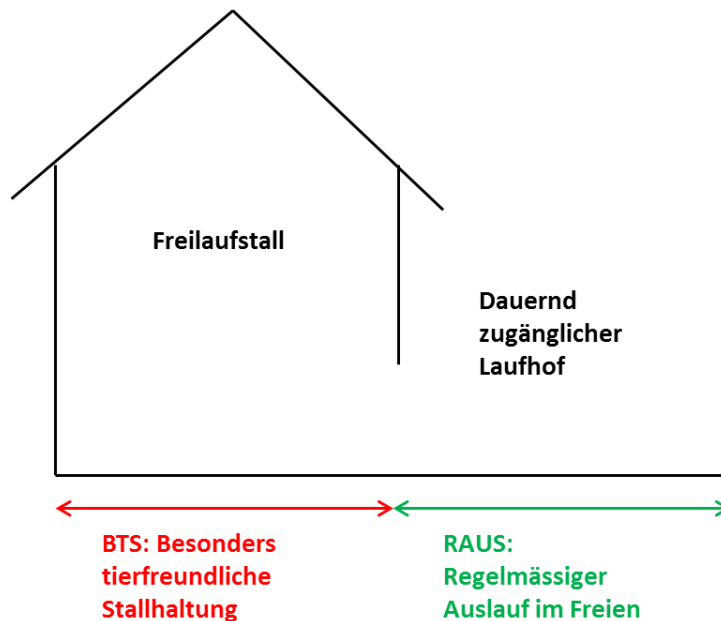 Freilaufstall
Dauernd
zugänglicher
Laufhof
BTS: Besonders
tierfreundliche
Stallhaltung
RAUS:
Regelmässiger
Auslauf im Freien